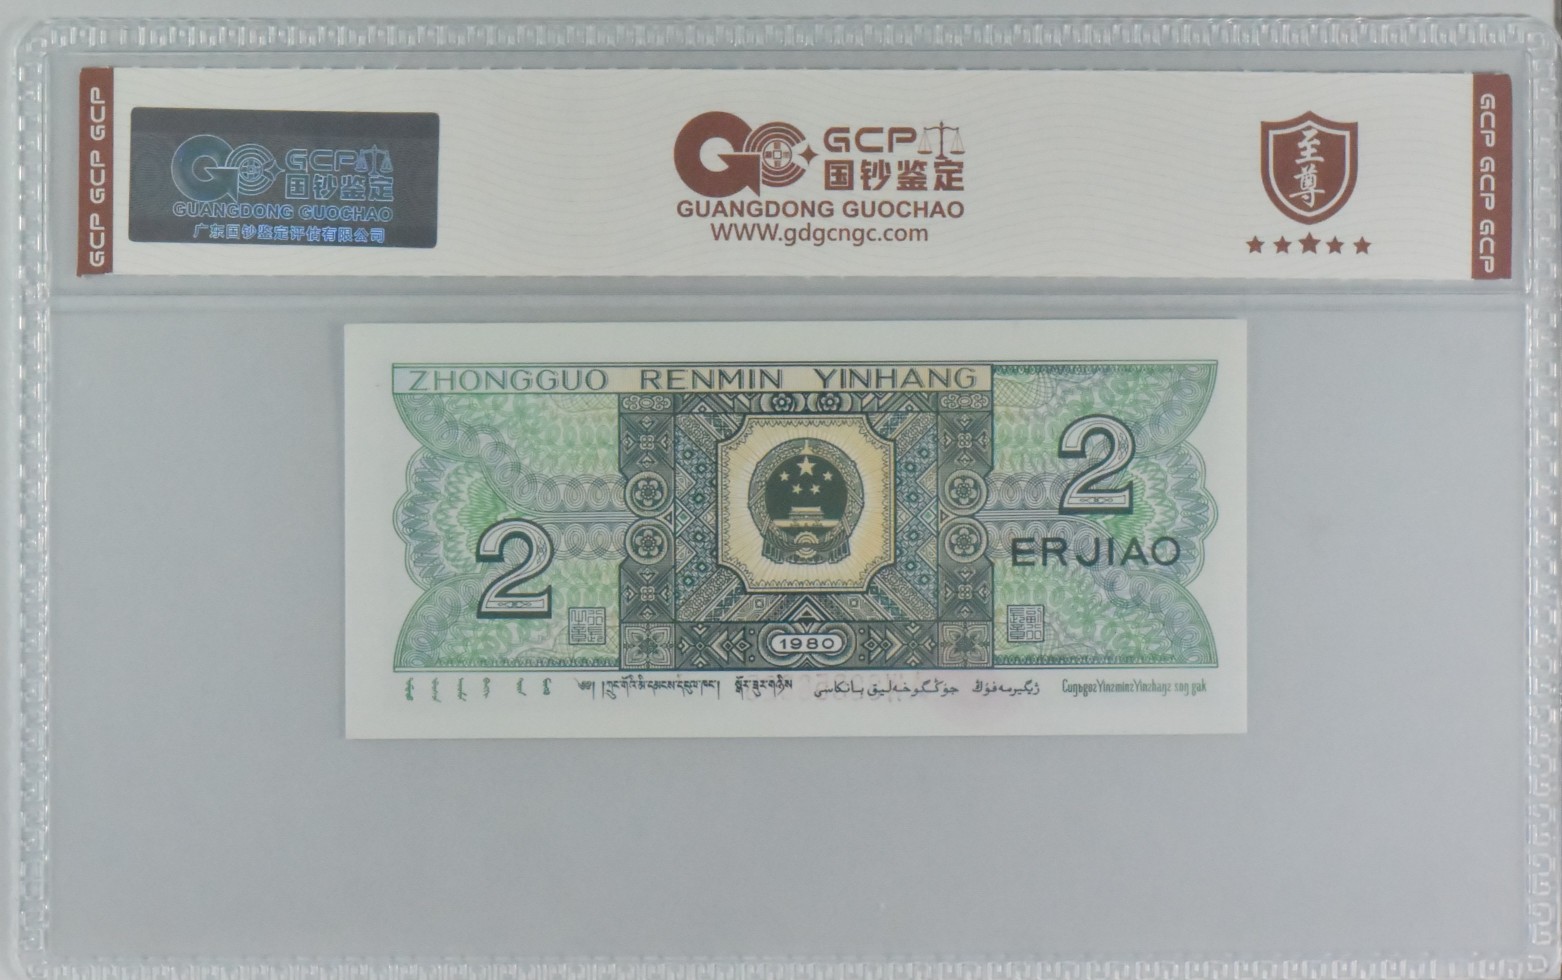 GCP GCP GCP
GCP
国钞鉴定
GUANGDONG GUOCHAO
广东国钞鉴定评估有限公司
GCP
国钞鉴定
GUANGDONG GUOCHAO
WWW.gdgcngc.com
至尊
GCP GCP GCP
ZHONGGUO RENMIN YINHANG
2
2
ERJIAO
1980